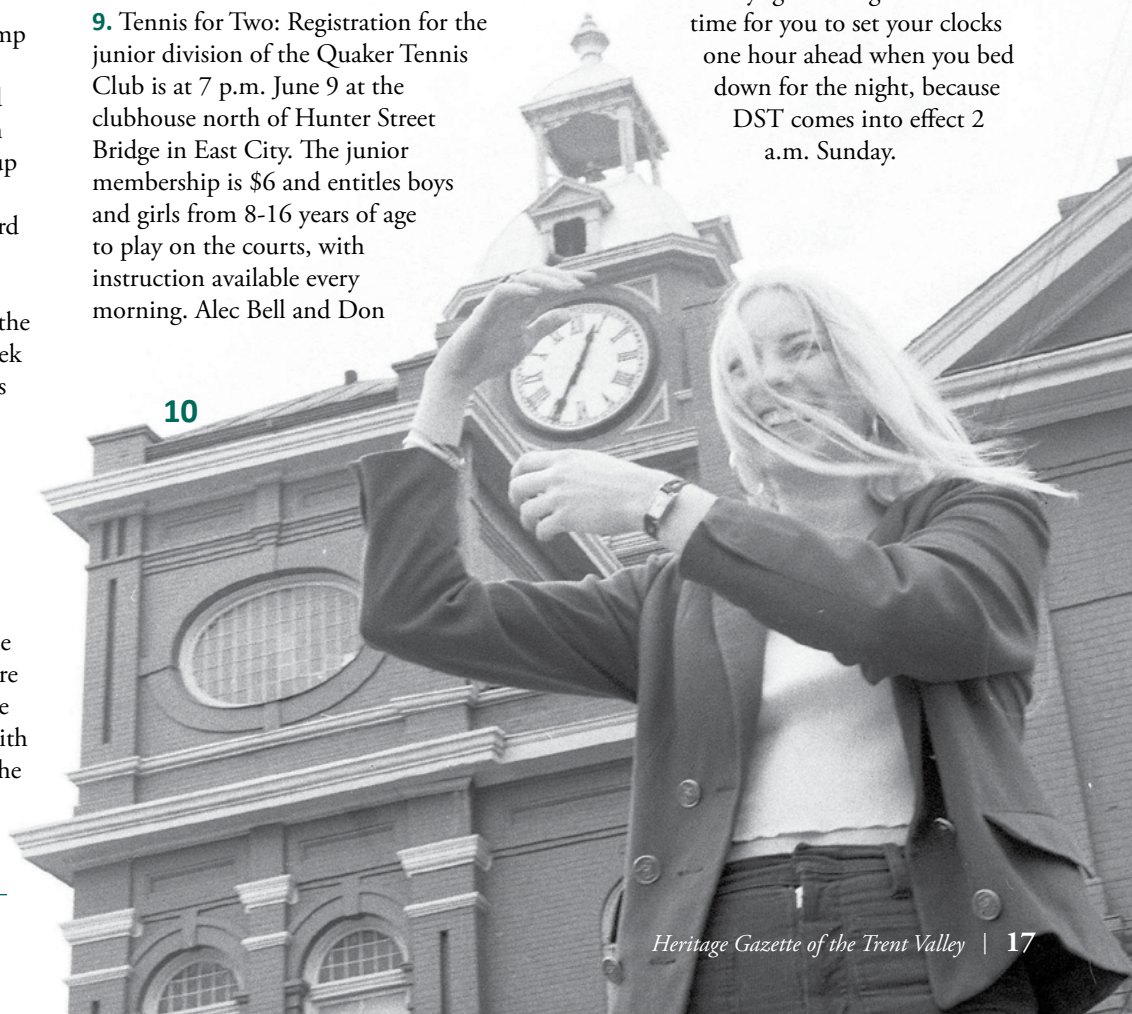 mp
up
rd
the
ek
s
e
re
e
ith
he
9. Tennis for Two: Registration for the
junior division of the Quaker Tennis
Club is at 7 p.m. June 9 at the
clubhouse north of Hunter Street
Bridge in East City. The junior
membership is $6 and entitles boys
and girls from 8-16 years of age
to play on the courts, with
instruction available every
morning. Alec Bell and Don
10
time for you to set your clocks
one hour ahead when you bed
down for the night, because
DST comes into effect 2
a.m. Sunday.
Heritage Gazette of the Trent Valley | 17